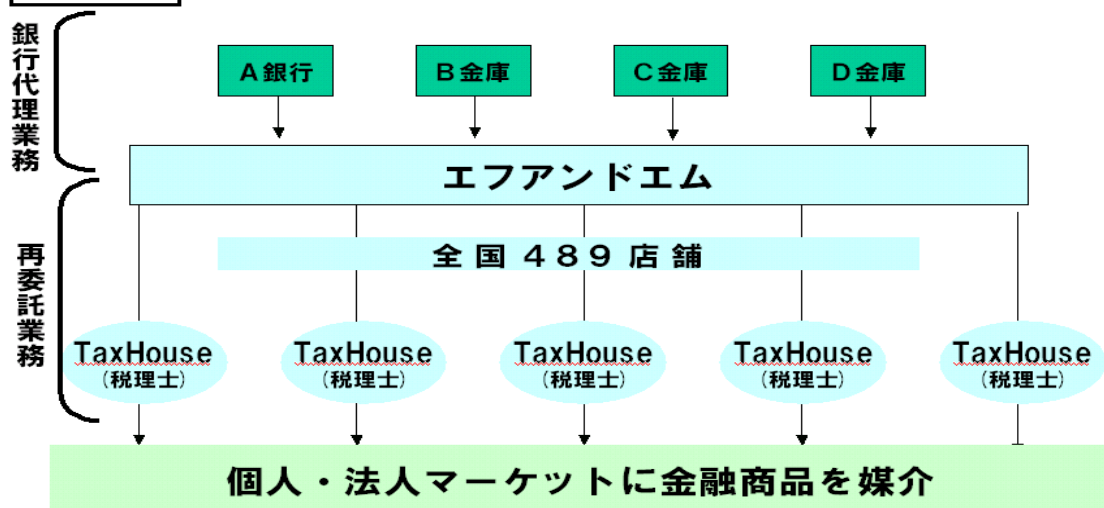 銀行代理業務
A銀行
B金庫
C金庫
D金庫
エフアンドエム
再委託業務
全国489店舗
TaxHouse
(税理士)
TaxHouse
(税理士)
TaxHouse
(税理士)
TaxHouse
(税理士)
TaxHouse
(税理士)
個人・法人マーケットに金融商品を媒介